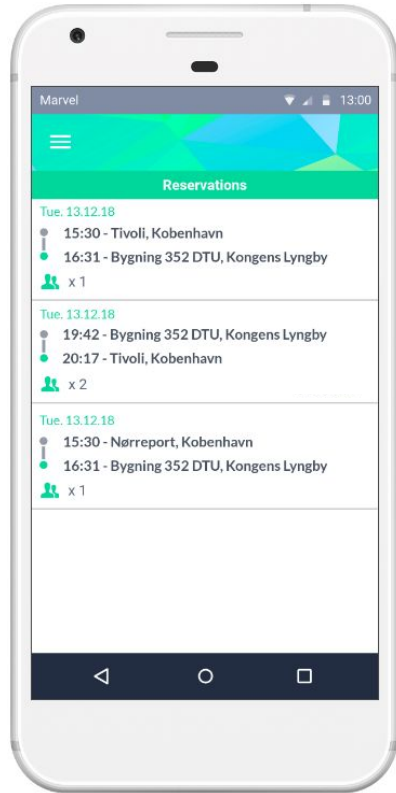 Marvel 13:00
Reservations
Tue. 13.12.18
15:30 - Tivoli, Kobenhavn
16:31 - Bygning 352 DTU, Kongens Lyngby
x 1
Tue. 13.12.18
19:42 - Bygning 352 DTU, Kongens Lyngby
20:17 - Tivoli, Kobenhavn
x 2
Tue. 13.12.18
15:30 - Nørreport, Kobenhavn
16:31 - Bygning 352 DTU, Kongens Lyngby
x 1